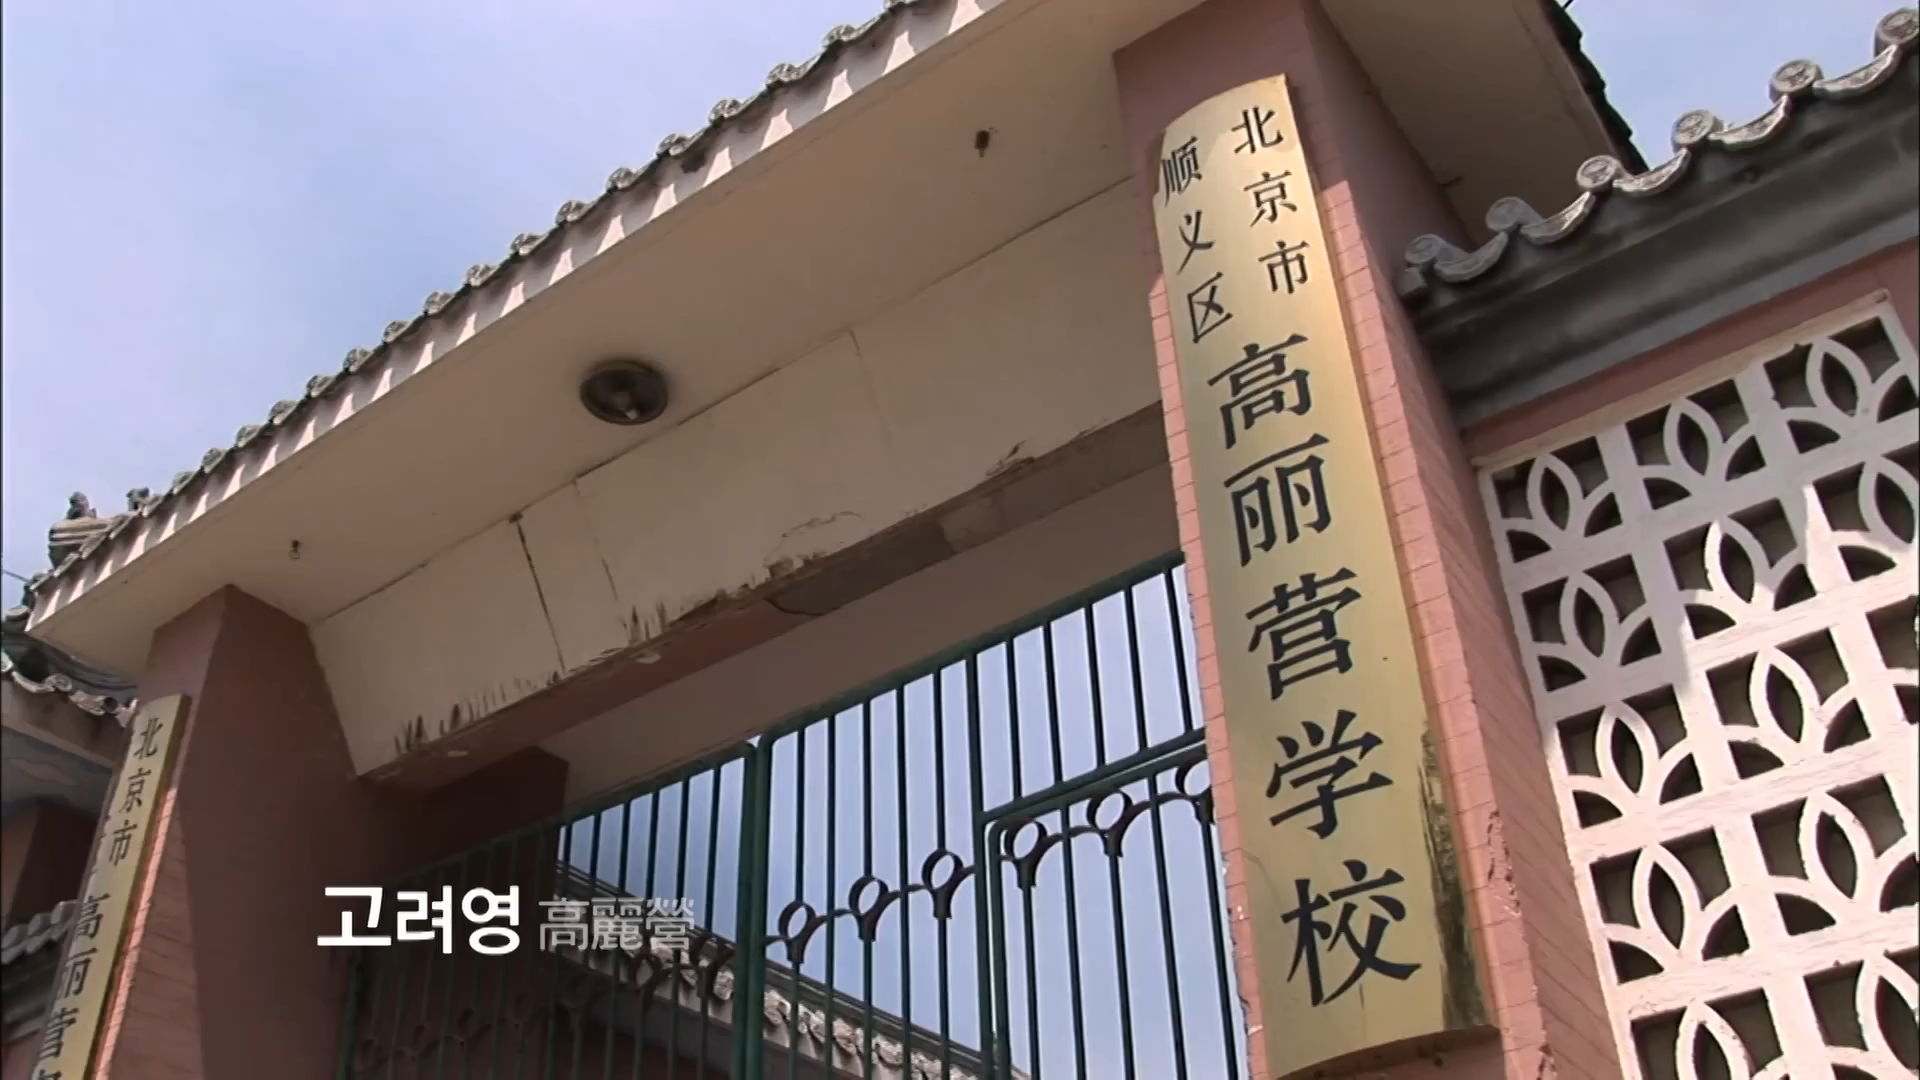 北京市
顺义区
高丽营学校
北京市
高丽营
고려영 高麗營